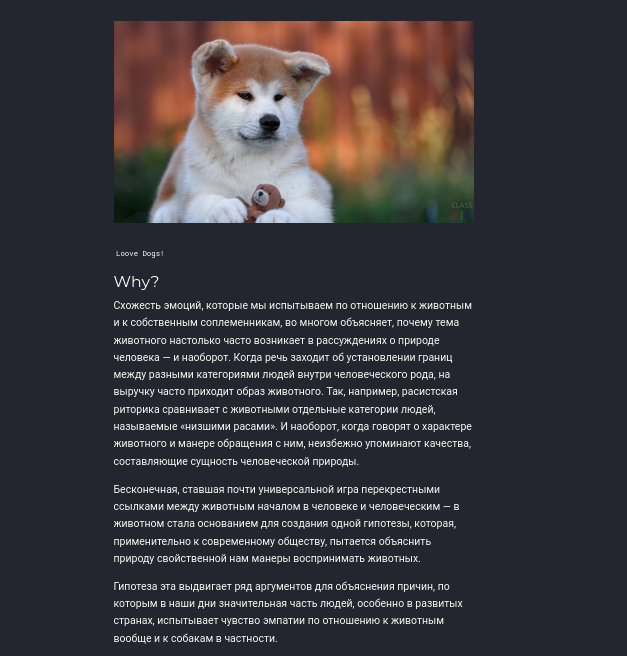 CLASS
Loove Dogs!
Why?
Схожесть эмоций, которые мы испытываем по отношению к животным
и к собственным соплеменникам, во многом объясняет, почему тема
животного настолько часто возникает в рассуждениях о природе
человека — и наоборот. Когда речь заходит об установлении границ
между разными категориями людей внутри человеческого рода, на
выручку часто приходит образ животного. Так, например, расистская
риторика сравнивает с животными отдельные категории людей,
называемые «низшими расами». И наоборот, когда говорят о характере
животного и манере обращения с ним, неизбежно упоминают качества,
составляющие сущность человеческой природы.
Бесконечная, ставшая почти универсальной игра перекрестными
ссылками между животным началом в человеке и человеческим — в
животном стала основанием для создания одной гипотезы, которая,
применительно к современному обществу, пытается объяснить
природу свойственной нам манеры воспринимать животных.
Гипотеза эта выдвигает ряд аргументов для объяснения причин, по
которым в наши дни значительная часть людей, особенно в развитых
странах, испытывает чувство эмпатии по отношению к животным
вообще и к собакам в частности.